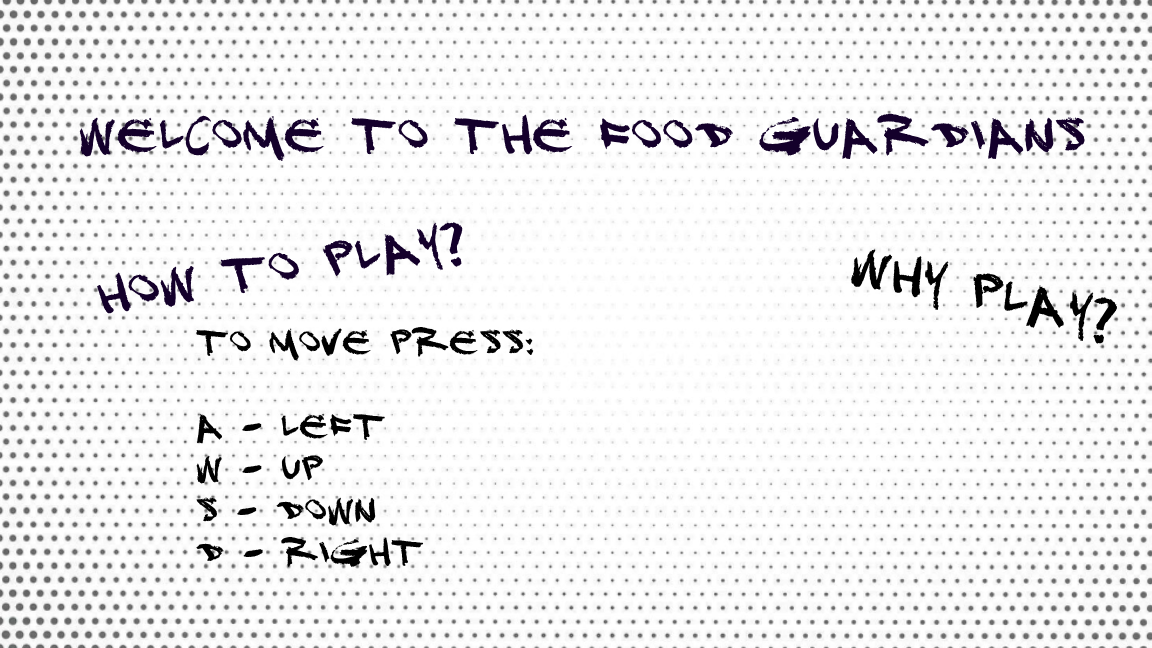 WELCOME TO THE FOOD GUARDIANS
HOW TO PLAY?
WHY PLAY?
TO MOVE PRESS:
A - LEFT
W - UP
S - DOWN
D - RIGHT